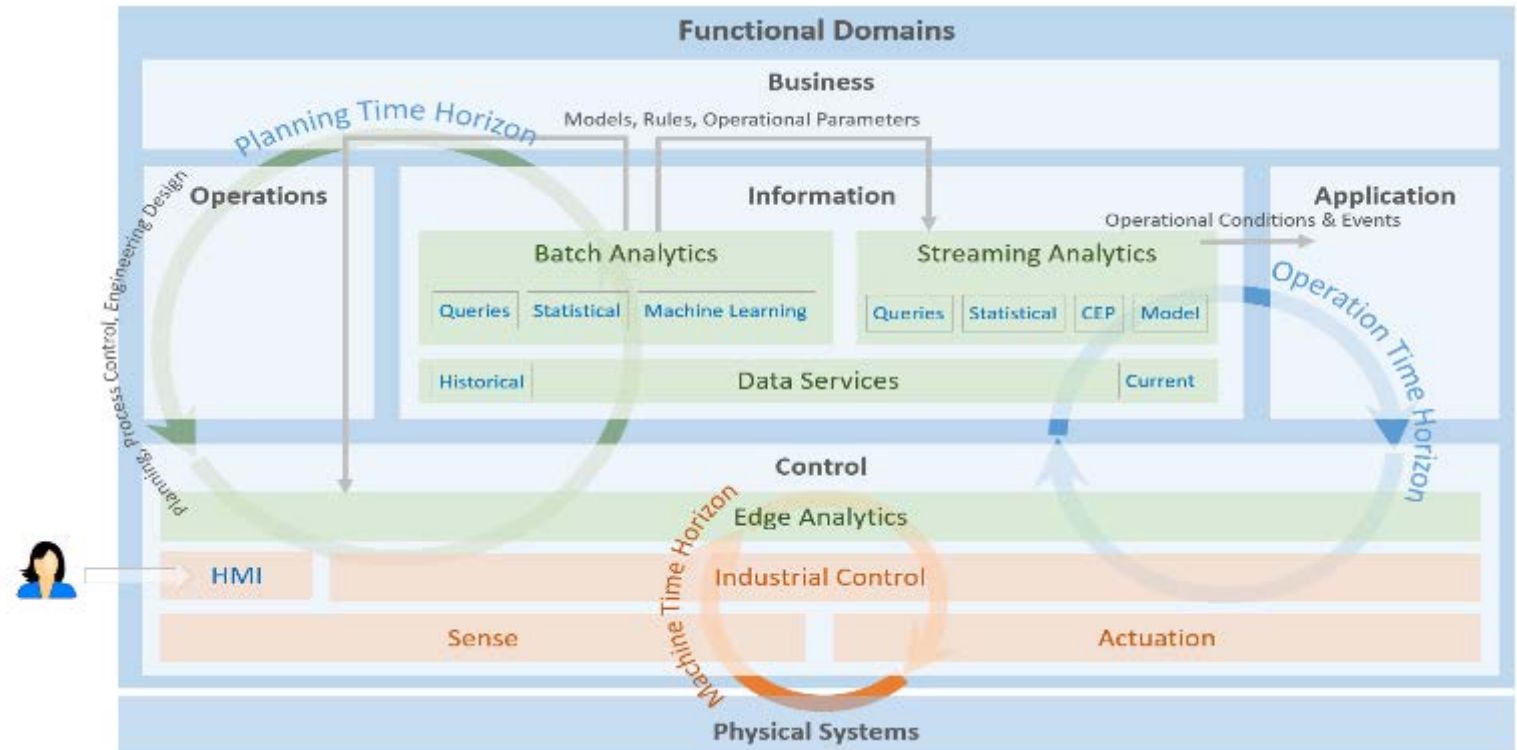 Functional Domains
Business
Planning Time Horizon
Models, Rules, Operational Parameters
Planning, Process Control, Engineering Design
Operations
Information
Application
Operational Conditions & Events
Batch Analytics
Streaming Analytics
Queries
Statistical
Machine Learning
Queries
Statistical
CEP
Model
Operation Time Horizon
Historical
Data Services
Current
Control
Edge Analytics
Machine Time Horizon
HMI
Industrial Control
Sense
Actuation
Physical Systems